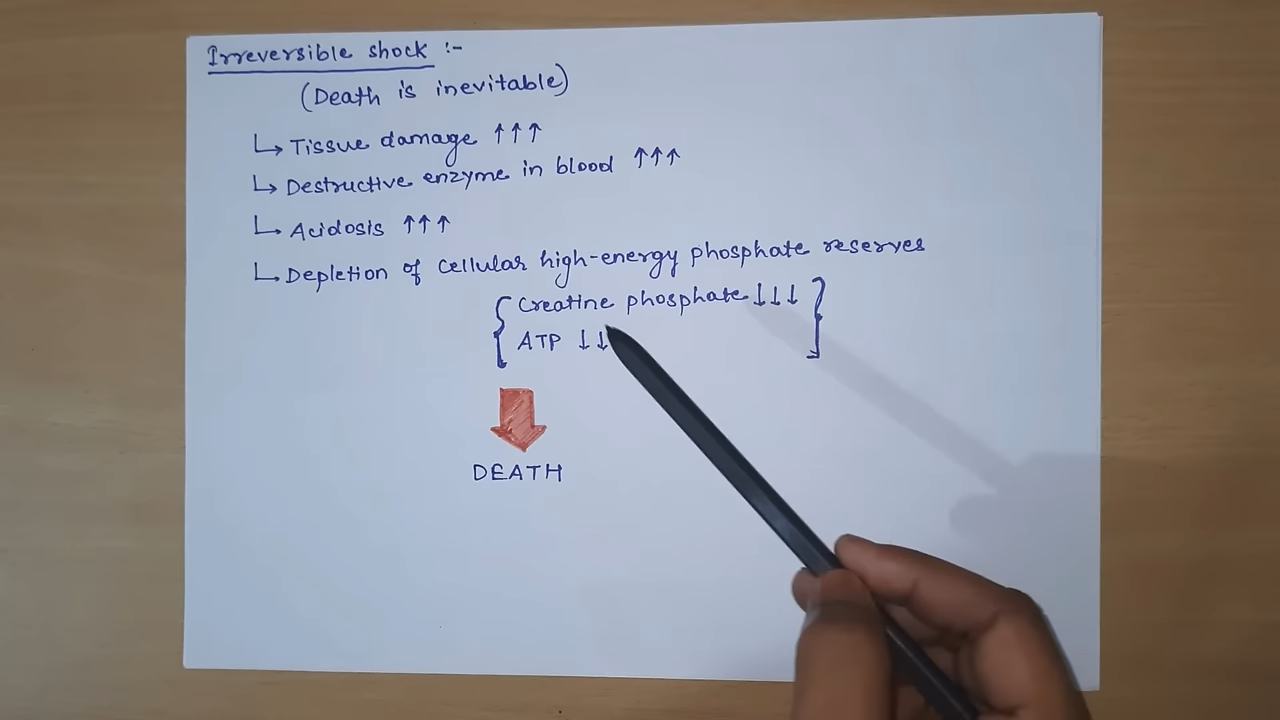 Irreversible shock :-
(Death is inevitable)
↳ Tissue damage ↑↑↑
↳ Destructive enzyme in blood ↑↑↑
↳ Acidosis ↑↑↑
↳ Depletion of cellular high-energy phosphate reserves
{ Creatine phosphate ↓↓↓ }
ATP ↓↓
DEATH